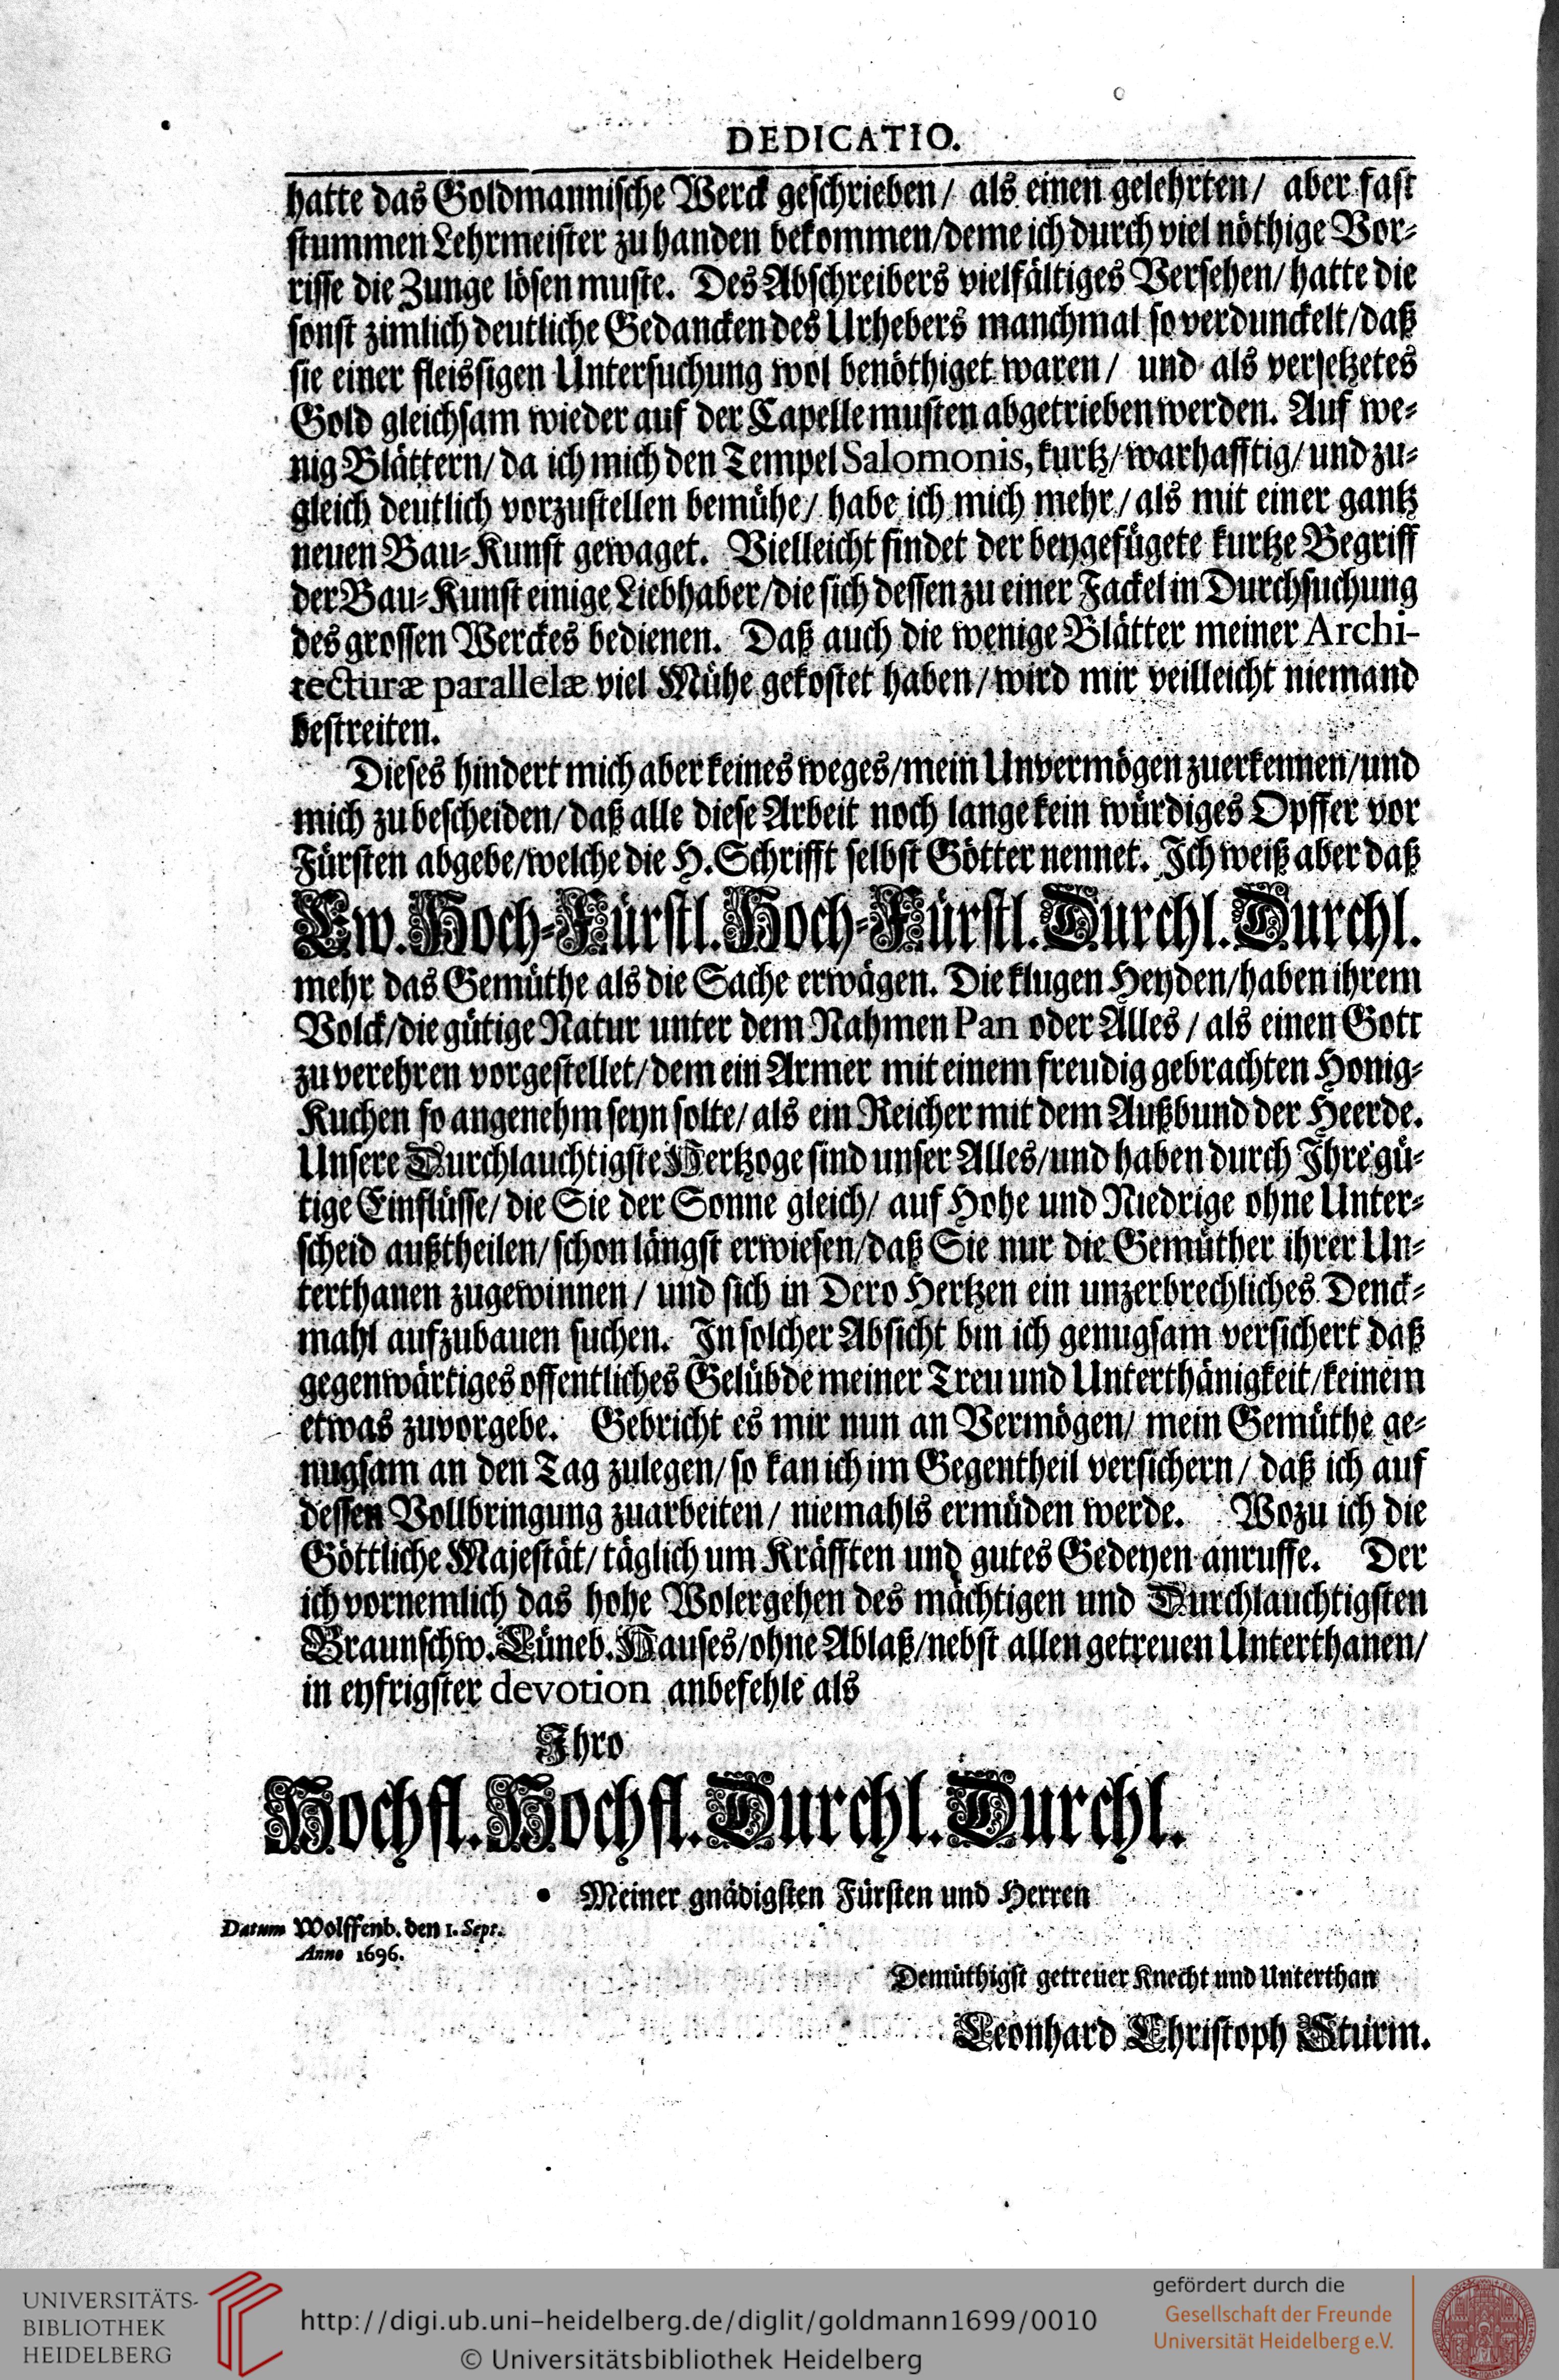 DEDICATIO.
hatte das Goldmannische Werck geschrieben / als einen gelehrten / aber fast
stummen Lehrmeister zu handen bekommen/deme ich durch viel nöthige Vor-
risse die Zunge lösen muste. Des Abschreibers vielfältiges Versehen/ hatte die
sonst zimlich deutliche Gedancken des Urhebers manchmal so verdunckelt/daß
sie einer fleissigen Untersuchung wol benöthiget waren / und als versetzetes
Gold gleichsam wieder auf der Capelle musten abgetrieben werden. Auf we-
nig Blättern/ da ich mich den Tempel Salomonis, kurtz/ warhafftig/ und zu-
gleich deutlich vorzustellen bemühe/ habe ich mich mehr/ als mit einer gantz
neuen Bau-Kunst gewaget. Vielleicht findet der beygefügete kurtze Begriff
der Bau-Kunst einige Liebhaber/die sich dessen zu einer Fackel in Durchsuchung
des grossen Werckes bedienen. Daß auch die wenige Blätter meiner Archi-
tecturæ parallelæ viel Mühe gekostet haben/ wird mir veilleicht niemand
bestreiten.
Dieses hindert mich aber keines weges/mein Unvermögen zuerkennen/und
mich zu bescheiden/ daß alle diese Arbeit noch lange kein würdiges Opffer vor
Fürsten abgebe/welche die H. Schrifft selbst Götter nennet. Ich weiß aber daß
Ew. Hoch-Fürstl. Hoch-Fürstl. Durchl. Durchl.
mehr das Gemüthe als die Sache erwägen. Die klugen Heyden/haben ihrem
Volck/die gütige Natur unter dem Nahmen Pan oder Alles / als einen Gott
zu verehren vorgestellet/ dem ein Armer mit einem freudig gebrachten Honig-
Kuchen so angenehm seyn solte/ als ein Reicher mit dem Außbund der Heerde.
Unsere Durchlauchtigste Hertzoge sind unser Alles/und haben durch Ihre gü-
tige Einflüsse/ die Sie der Sonne gleich/ auf Hohe und Niedrige ohne Unter-
scheid außtheilen/ schon längst erwiesen/daß Sie nur die Gemüther ihrer Un-
terthanen zugewinnen / und sich in Dero Hertzen ein unzerbrechliches Denck-
mahl aufzubauen suchen. In solcher Absicht bin ich genugsam versichert daß
gegenwärtiges offentliches Gelübde meiner Treu und Unterthänigkeit/keinem
etwas zuvorgebe. Gebricht es mir nun an Vermögen/ mein Gemüthe ge-
nugsam an den Tag zulegen/ so kan ich im Gegentheil versichern / daß ich auf
dessen Vollbringung zuarbeiten/ niemahls ermüden werde. Wozu ich die
Göttliche Majestät/ täglich um Kräfften und gutes Gedeyen anruffe. Der
ich vornemlich das hohe Wolergehen des mächtigen und Durchlauchtigsten
Braunschw. Lüneb. Hauses/ohne Ablaß/nebst allen getreuen Unterthanen/
in eyfrigster devotion anbefehle als
Ihro
Hochfl. Hochfl. Durchl. Durchl.
Meiner gnädigsten Fürsten und Herren
Datum Wolffenb. den 1. Sept.
Anno 1696.
Demüthigst getreuer Knecht und Unterthan
Leonhard Christoph Sturm.
UNIVERSITÄTS-
BIBLIOTHEK
HEIDELBERG
http://digi.ub.uni-heidelberg.de/diglit/goldmann1699/0010
© Universitätsbibliothek Heidelberg
gefördert durch die
Gesellschaft der Freunde
Universität Heidelberg e.V.